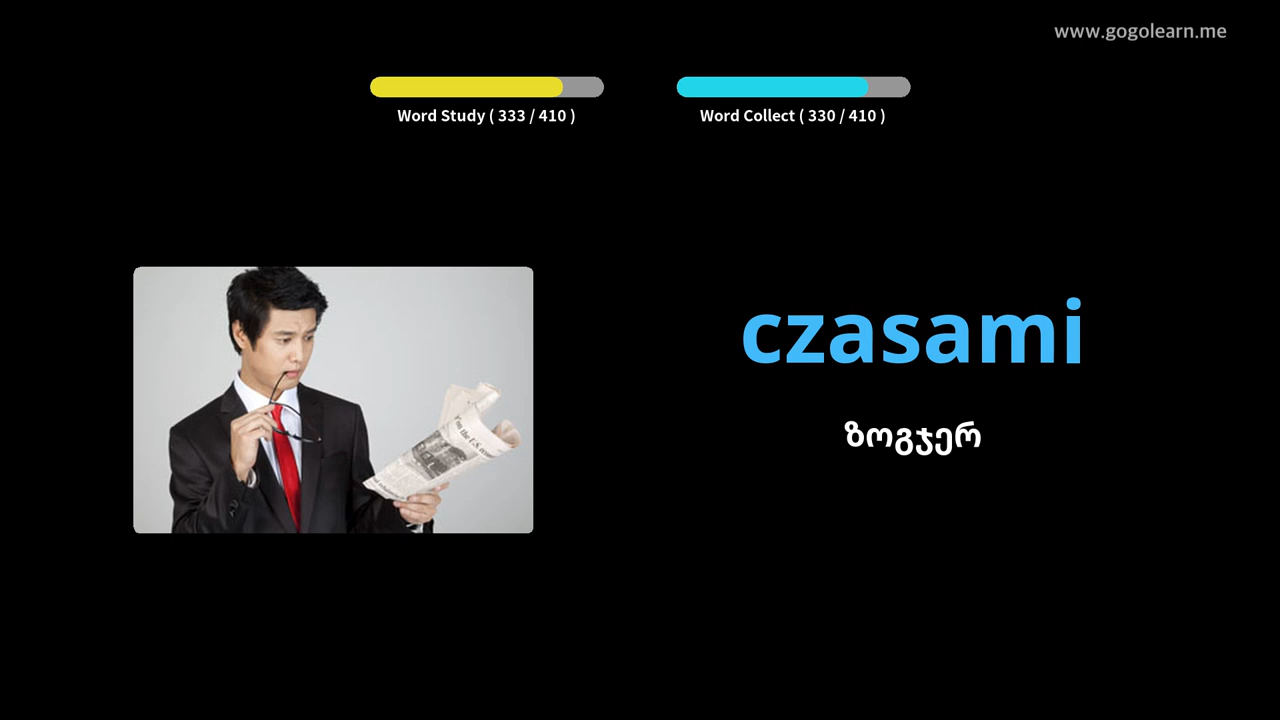 www.gogolearn.me
Word Study ( 333 / 410 )
Word Collect ( 330 / 410 )
czasami
ზოგჯერ